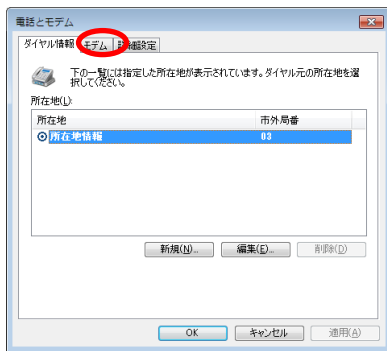 電話とモデム
ダイヤル情報 モデム 詳細設定
下の一覧には指定した所在地が表示されています。ダイヤル元の所在地を選
択してください。
所在地(L):
所在地 市外局番
所在地情報 03
新規(N)... 編集(E)... 削除(D)
OK キャンセル 適用(A)